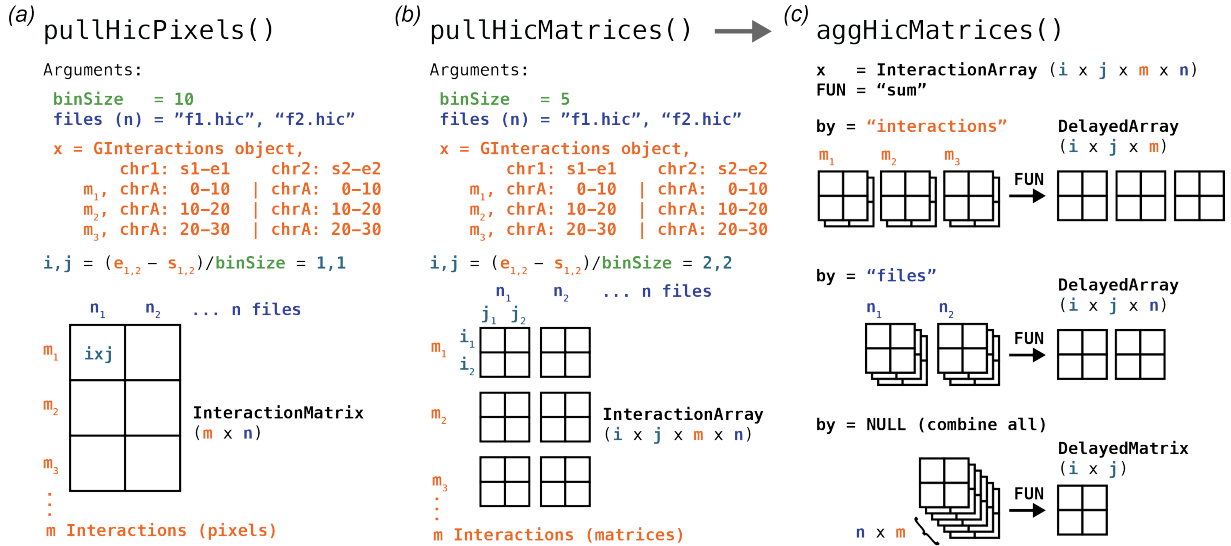 (a) pullHicPixels()
Arguments:
binSize = 10
files (n) = ”f1.hic”, “f2.hic”
x = GInteractions object,
chr1: s1–e1 chr2: s2–e2
m1, chrA: 0–10 | chrA: 0–10
m2, chrA: 10–20 | chrA: 10–20
m3, chrA: 20–30 | chrA: 20–30
i,j = (e1,2 – s1,2)/binSize = 1,1
n1 n2 ... n files
m1 ixj
m2
InteractionMatrix
(m x n)
m3
m Interactions (pixels)
(b) pullHicMatrices()
Arguments:
binSize = 5
files (n) = ”f1.hic”, “f2.hic”
x = GInteractions object,
chr1: s1–e1 chr2: s2–e2
m1, chrA: 0–10 | chrA: 0–10
m2, chrA: 10–20 | chrA: 10–20
m3, chrA: 20–30 | chrA: 20–30
i,j = (e1,2 – s1,2)/binSize = 2,2
n1 n2 ... n files
j1 j2
i1
m1
i2
m2
InteractionArray
(i x j x m x n)
m3
m Interactions (matrices)
(c) aggHicMatrices()
x = InteractionArray (i x j x m x n)
FUN = “sum”
by = “interactions”
DelayedArray
(i x j x m)
m1 m2 m3
FUN
by = “files”
DelayedArray
(i x j x n)
n1 n2
FUN
by = NULL (combine all)
DelayedMatrix
(i x j)
FUN
n x m